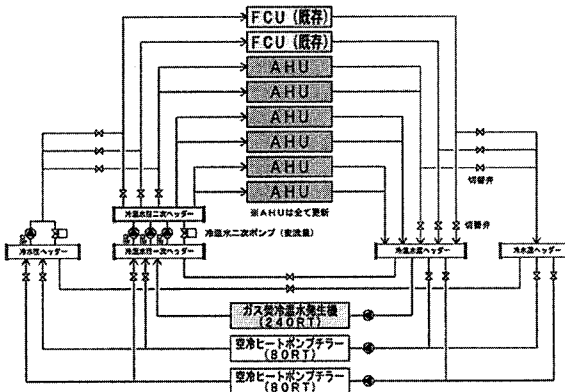 FCU(既存)
FCU(既存)
AHU
AHU
AHU
AHU
AHU
AHU
※AHUは全て更新
切替弁
切替弁
冷温水往二次ヘッダー
冷温水二次ポンプ(変流量)
冷水往ヘッダー
冷温水往一次ヘッダー
冷温水還ヘッダー
冷水還ヘッダー
ガス焚冷温水発生機
(240RT)
空冷ヒートポンプチラー
(80RT)
空冷ヒートポンプチラー
(80RT)